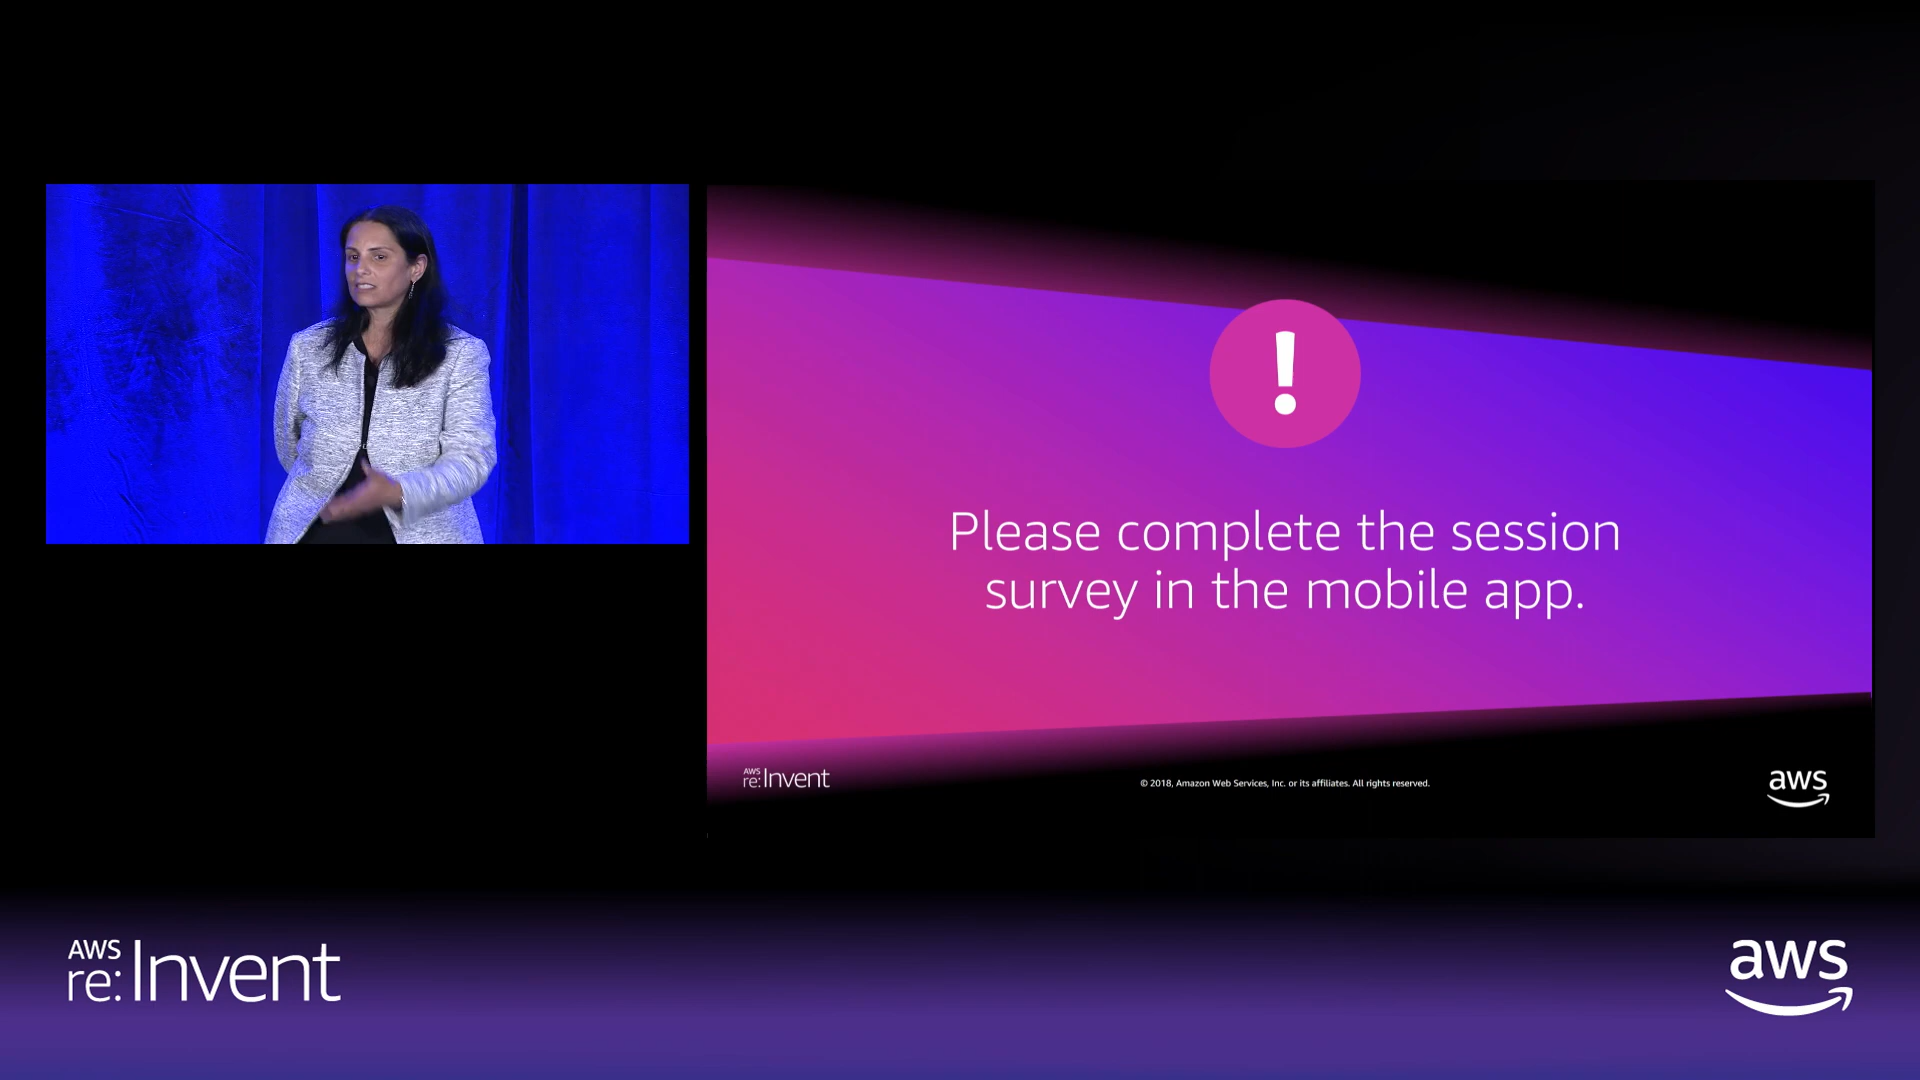 !
Please complete the session
survey in the mobile app.
AWS
re:Invent
© 2018, Amazon Web Services, Inc. or its affiliates. All rights reserved.
aws
AWS
re:Invent
aws